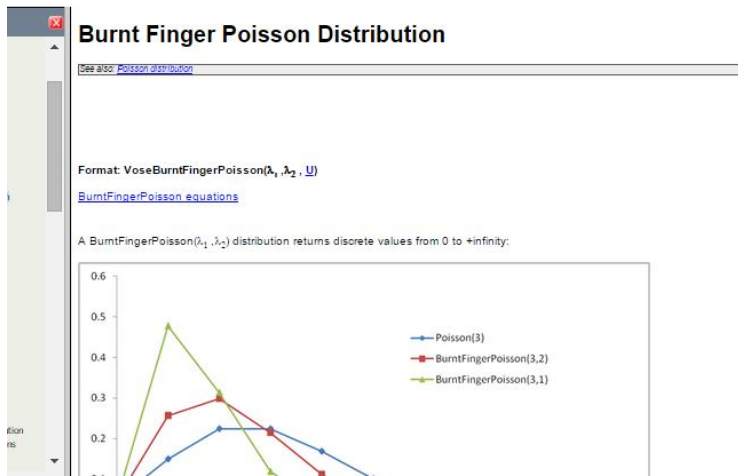 Burnt Finger Poisson Distribution
See also: Poisson distribution
Format: VoseBurntFingerPoisson(λ₁ ,λ₂ , U)
BurntFingerPoisson equations
A BurntFingerPoisson(λ₁ ,λ₂) distribution returns discrete values from 0 to +infinity:
0.6
0.5
Poisson(3)
0.4
BurntFingerPoisson(3,2)
BurntFingerPoisson(3,1)
0.3
0.2